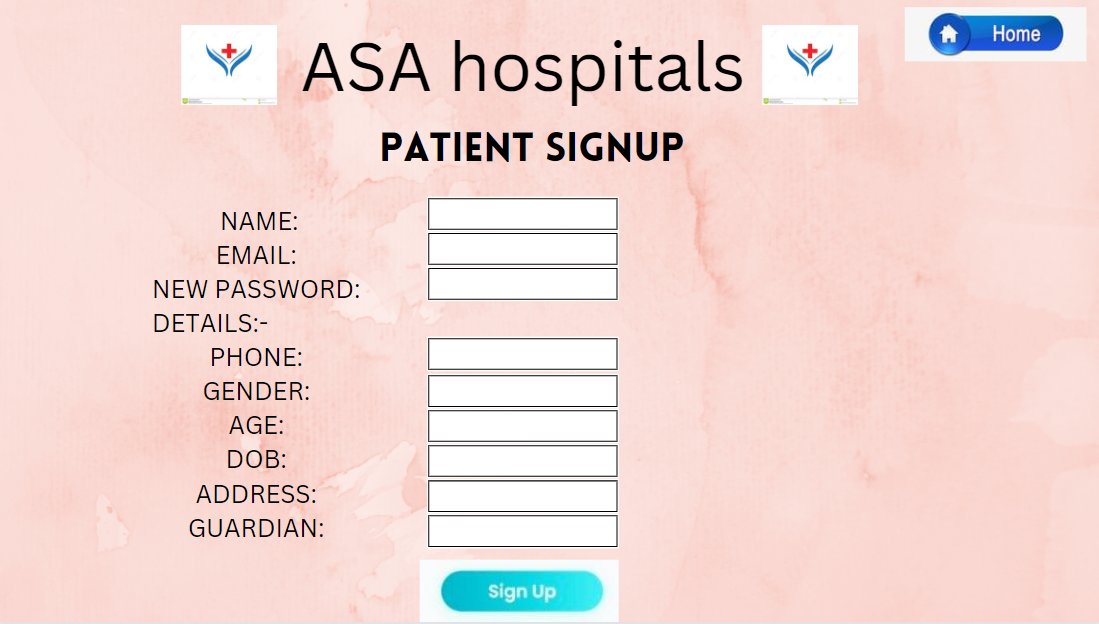 ASA hospitals
Home
PATIENT SIGNUP
NAME:
EMAIL:
NEW PASSWORD:
DETAILS:-
PHONE:
GENDER:
AGE:
DOB:
ADDRESS:
GUARDIAN:
Sign Up